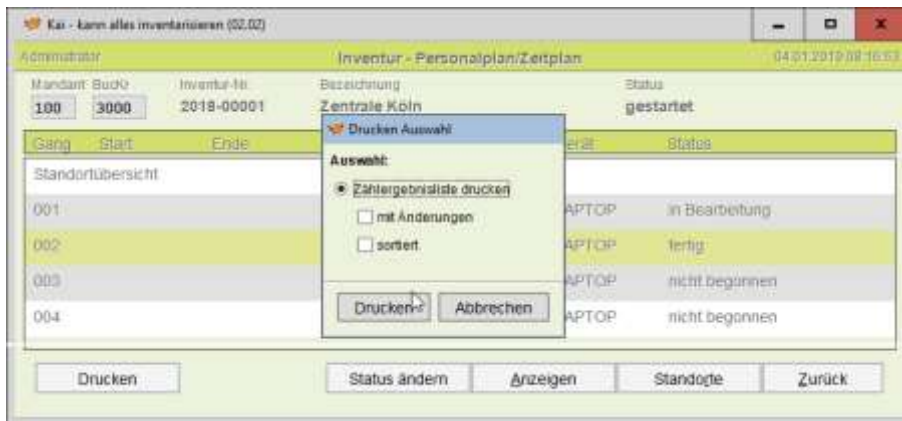 Kai - kann alles inventarisieren (02.02)
Administrator Inventur - Personalplan/Zeitplan 04.01.2019 08:16:53
Mandant BucKr Inventur-Nr. Bezeichnung Status
100 3000 2018-00001 Zentrale Köln gestartet
Drucken Auswahl
Gang Start Ende erät Status
Auswahl:
Standortübersicht
Zählergebnisliste drucken
001 APTOP in Bearbeitung
mit Änderungen
002 APTOP fertig
sortiert
003 APTOP nicht begonnen
Drucken Abbrechen
004 APTOP nicht begonnen
Drucken Status ändern Anzeigen Standorte Zurück